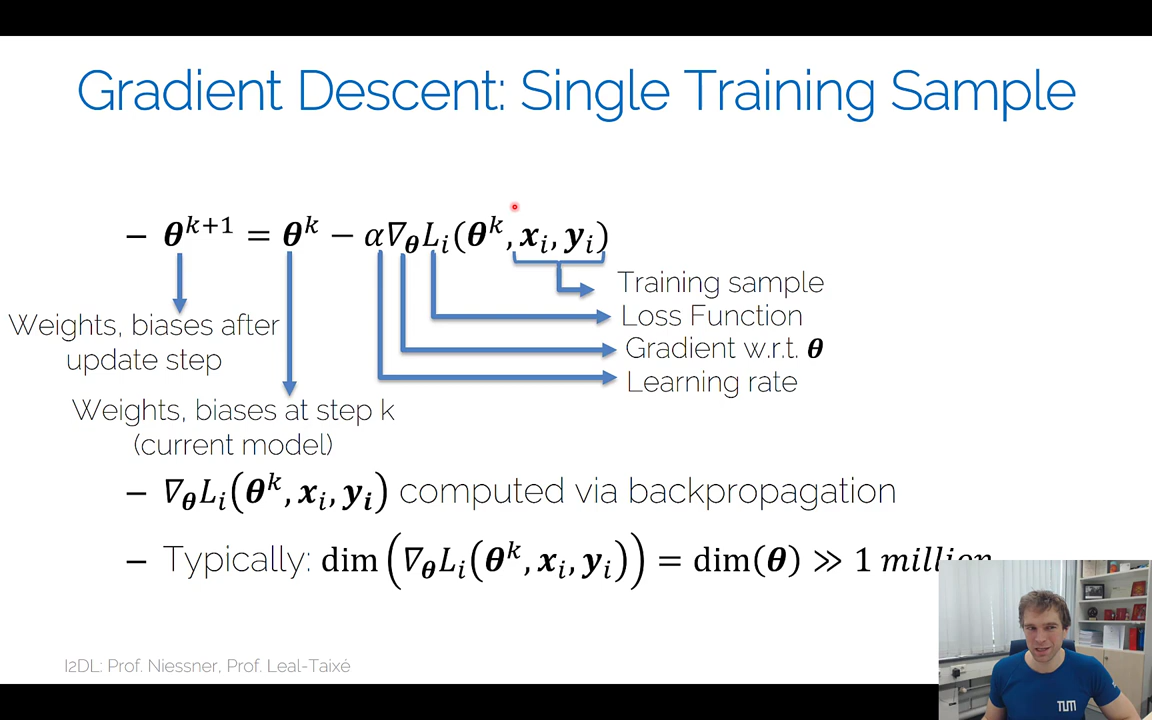 Gradient Descent: Single Training Sample
− θ^{k+1} = θ^k − α∇_θ L_i(θ^k, x_i, y_i)
Training sample
Loss Function
Gradient w.r.t. θ
Learning rate
Weights, biases after
update step
Weights, biases at step k
(current model)
− ∇_θ L_i(θ^k, x_i, y_i) computed via backpropagation
− Typically: dim(∇_θ L_i(θ^k, x_i, y_i)) = dim(θ) ≫ 1 million
I2DL: Prof. Niessner, Prof. Leal-Taixé
TUM